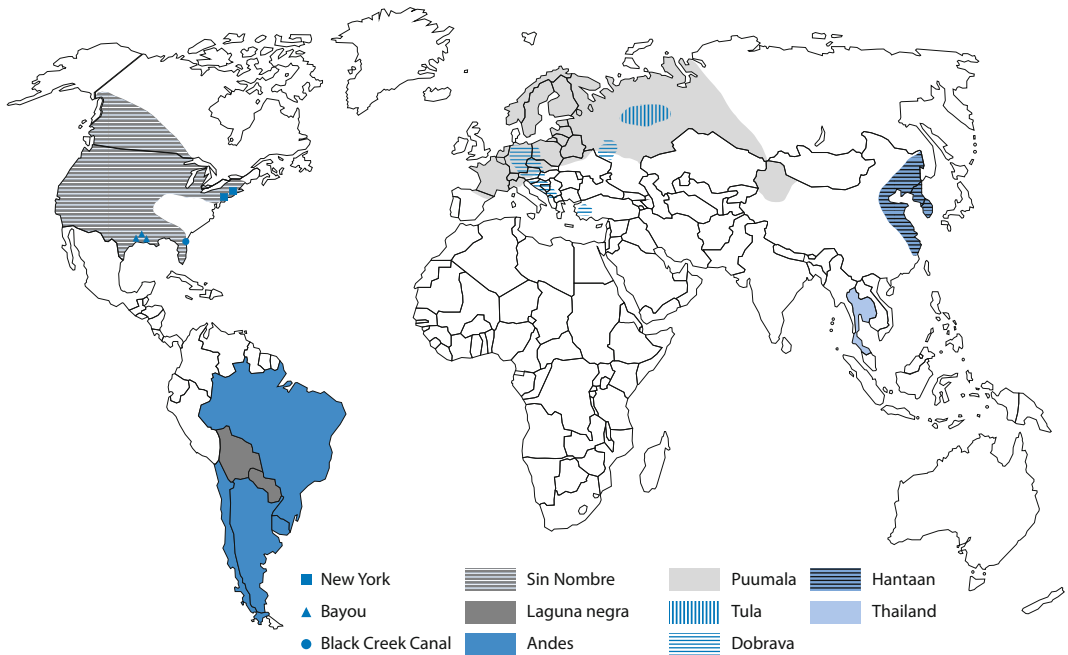 New York
Bayou
Black Creek Canal
Sin Nombre
Laguna negra
Andes
Puumala
Tula
Dobrava
Hantaan
Thailand